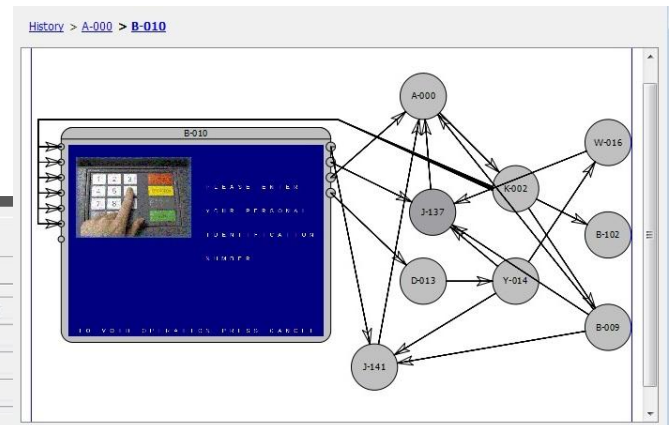 History > A-000 > B-010
B-010
PLEASE ENTER
YOUR PERSONAL
IDENTIFICATION
NUMBER
TO VOID OPERATION PRESS CANCEL
A-000
W-016
K-002
J-137
B-102
D-013
Y-014
B-009
J-141